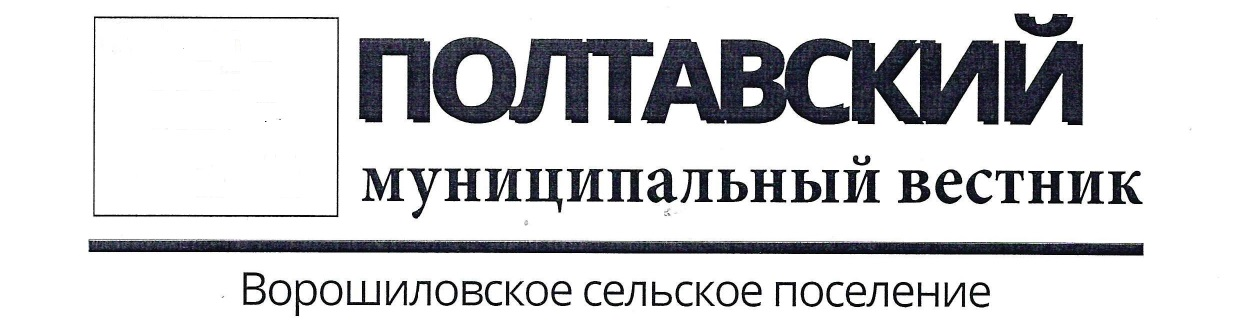 ПОЛТАВСКИЙ
муниципальный вестник
Ворошиловское сельское поселение